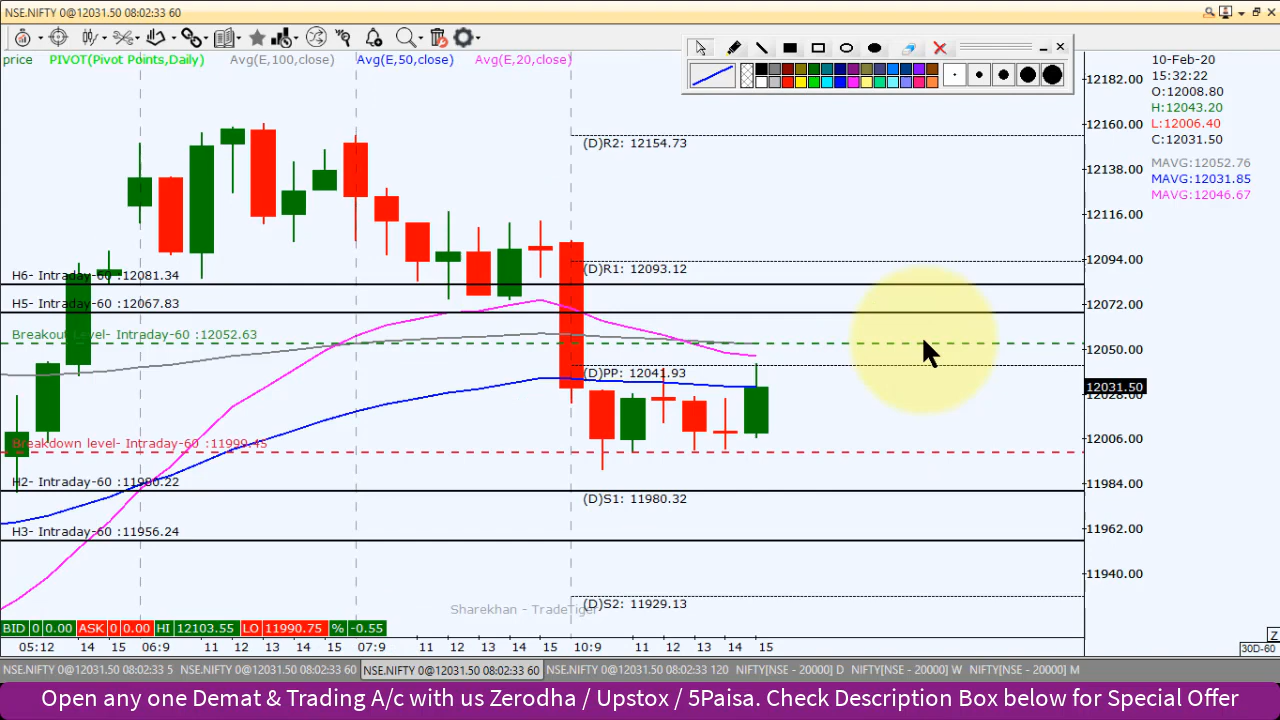 NSE.NIFTY 0@12031.50 08:02:33 60
price PIVOT(Pivot Points,Daily) Avg(E,100,close) Avg(E,50,close) Avg(E,20,close)
10-Feb-20
15:32:22
O:12008.80
H:12043.20
L:12006.40
C:12031.50
MAVG:12052.76
MAVG:12031.85
MAVG:12046.67
12182.00
12160.00
12138.00
12116.00
12094.00
12072.00
12050.00
12031.50
12028.00
12006.00
11984.00
11962.00
11940.00
(D)R2: 12154.73
(D)R1: 12093.12
H6- Intraday-60 :12081.34
H5- Intraday-60 :12067.83
Breakout Level- Intraday-60 :12052.63
(D)PP: 12041.93
Breakdown level- Intraday-60 :11999.45
H2- Intraday-60 :11980.22
(D)S1: 11980.32
H3- Intraday-60 :11956.24
(D)S2: 11929.13
Sharekhan - TradeTiger
BID 0 0.00 ASK 0 0.00 HI 12103.55 LO 11990.75 % -0.55
05:12 14 15 06:9 11 12 13 14 15 07:9 11 12 13 14 15 10:9 11 12 13 14 15
Z
30D-60
NSE.NIFTY 0@12031.50 08:02:33 5 NSE.NIFTY 0@12031.50 08:02:33 60 NSE.NIFTY 0@12031.50 08:02:33 60 NSE.NIFTY 0@12031.50 08:02:33 120 NIFTY[NSE - 20000] D NIFTY[NSE - 20000] W NIFTY[NSE - 20000] M
Open any one Demat & Trading A/c with us Zerodha / Upstox / 5Paisa. Check Description Box below for Special Offer